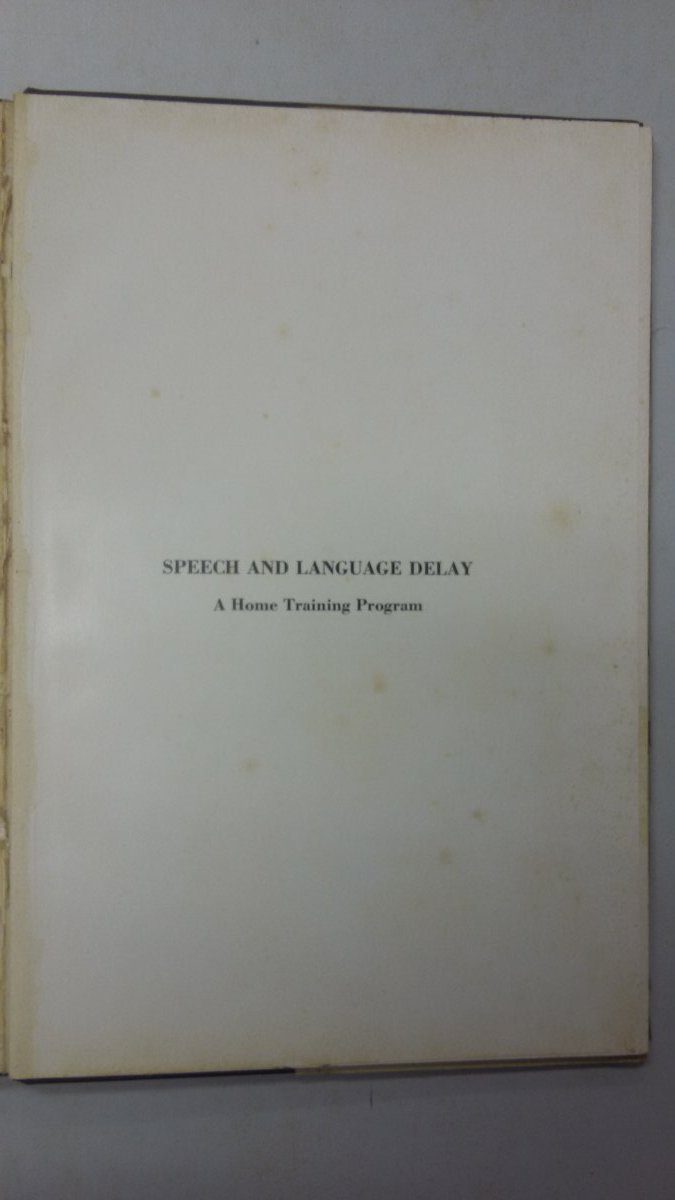 SPEECH AND LANGUAGE DELAY
A Home Training Program